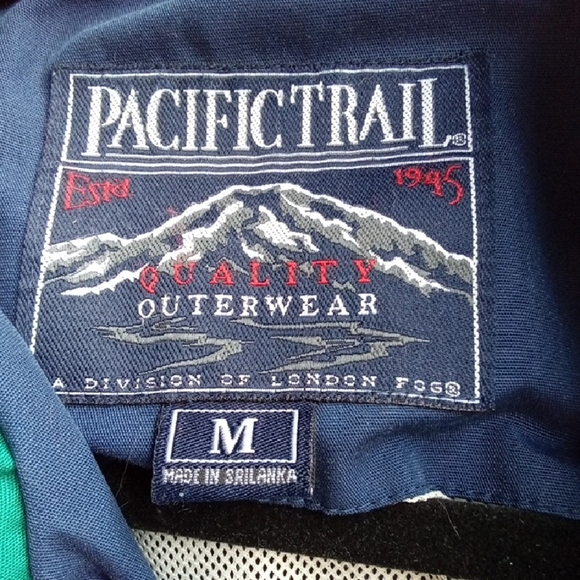 PACIFIC TRAIL®
Estd 1945
QUALITY
OUTERWEAR
A DIVISION OF LONDON FOG®
M
MADE IN SRILANKA